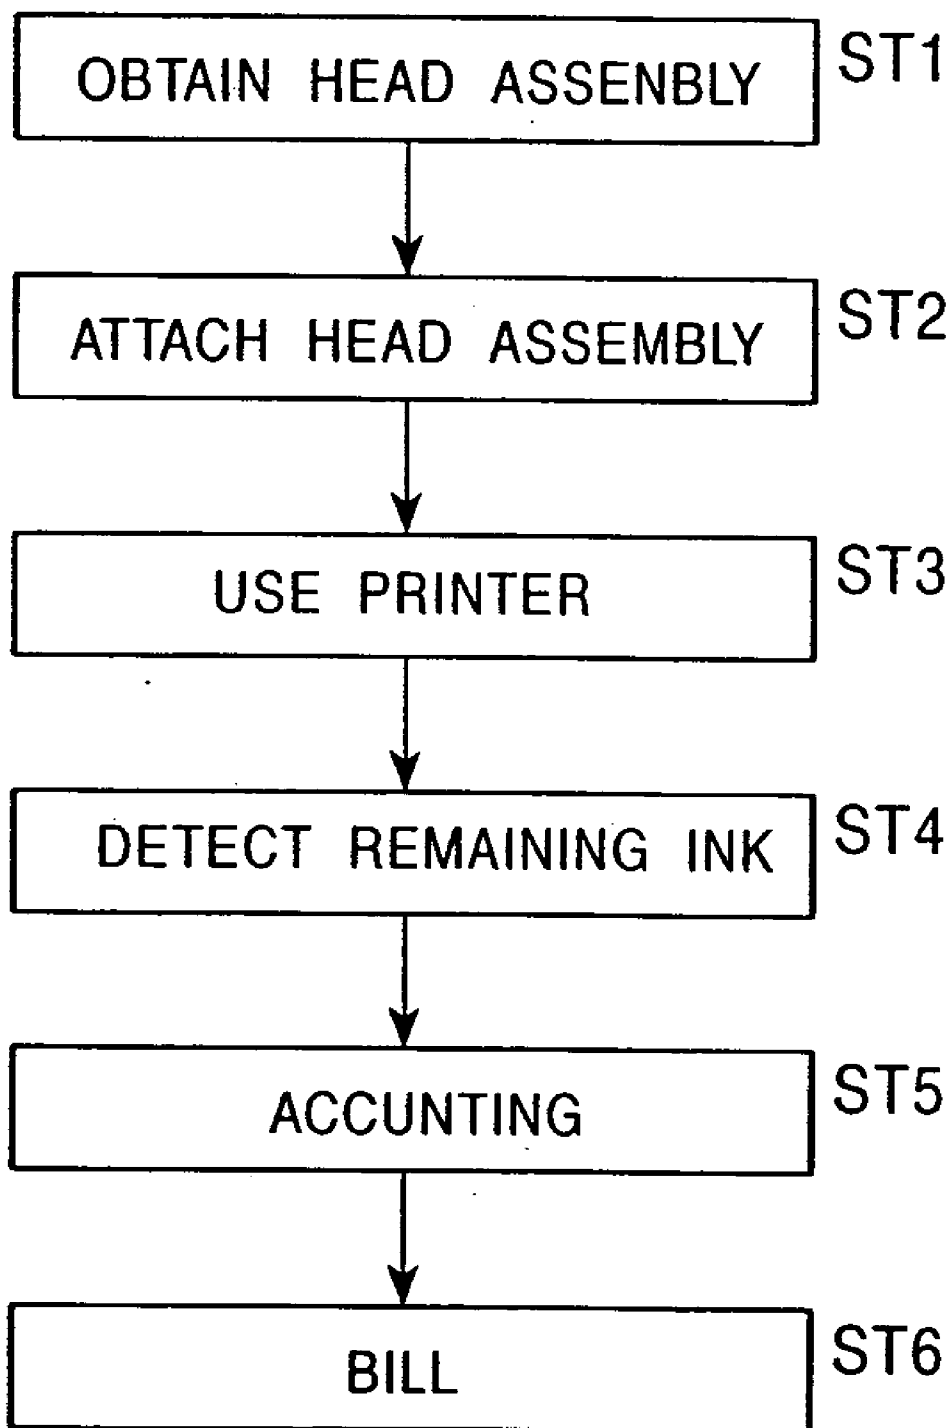 OBTAIN HEAD ASSENBLY ST1
ATTACH HEAD ASSEMBLY ST2
USE PRINTER ST3
DETECT REMAINING INK ST4
ACCUNTING ST5
BILL ST6